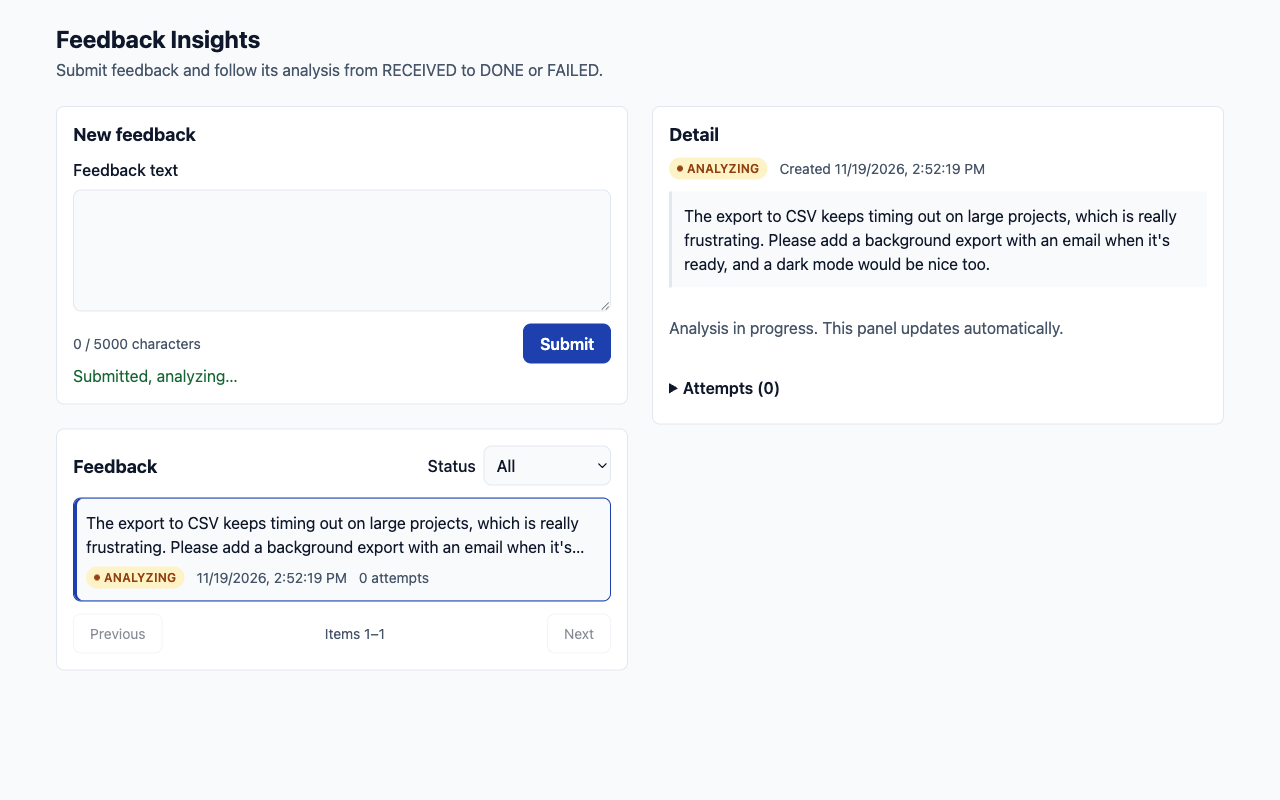 Feedback Insights
Submit feedback and follow its analysis from RECEIVED to DONE or FAILED.
New feedback
Feedback text
0 / 5000 characters
Submit
Submitted, analyzing...
Feedback
Status
All
The export to CSV keeps timing out on large projects, which is really
frustrating. Please add a background export with an email when it's...
ANALYZING
11/19/2026, 2:52:19 PM
0 attempts
Previous
Items 1–1
Next
Detail
ANALYZING
Created 11/19/2026, 2:52:19 PM
The export to CSV keeps timing out on large projects, which is really
frustrating. Please add a background export with an email when it's
ready, and a dark mode would be nice too.
Analysis in progress. This panel updates automatically.
Attempts (0)